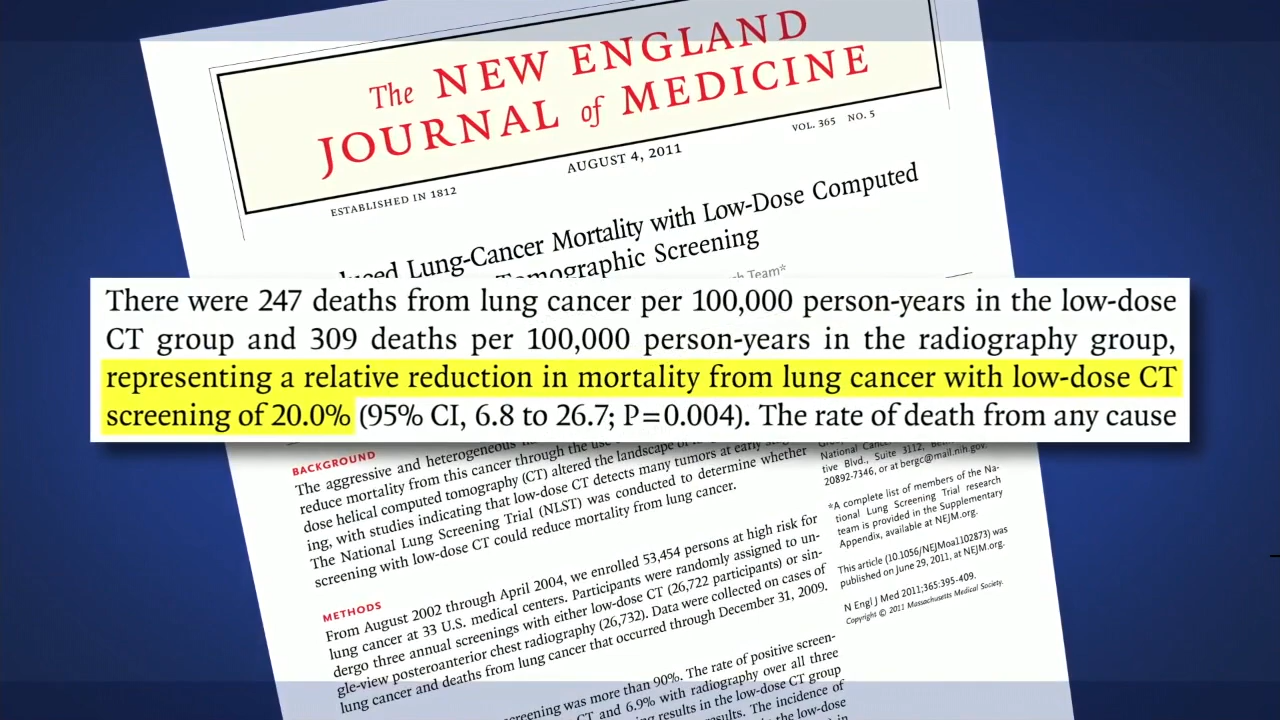 The NEW ENGLAND
JOURNAL of MEDICINE
ESTABLISHED IN 1812
AUGUST 4, 2011
VOL. 365 NO. 5
Lung-Cancer Mortality with Low-Dose Computed
Tomographic Screening
Team*
There were 247 deaths from lung cancer per 100,000 person-years in the low-dose
CT group and 309 deaths per 100,000 person-years in the radiography group,
representing a relative reduction in mortality from lung cancer with low-dose CT
screening of 20.0% (95% CI, 6.8 to 26.7; P=0.004). The rate of death from any cause
BACKGROUND
The aggressive and heterogeneous
reduce mortality from this cancer through the use
dose helical computed tomography (CT) altered the landscape of
ing, with studies indicating that low-dose CT detects many tumors at early
The National Lung Screening Trial (NLST) was conducted to determine whether
screening with low-dose CT could reduce mortality from lung cancer.
METHODS
From August 2002 through April 2004, we enrolled 53,454 persons at high risk for
lung cancer at 33 U.S. medical centers. Participants were randomly assigned to un-
dergo three annual screenings with either low-dose CT (26,722 participants) or sin-
gle-view posteroanterior chest radiography (26,732). Data were collected on cases of
lung cancer and deaths from lung cancer that occurred through December 31, 2009.
screening was more than 90%. The rate of positive screen-
CT and 6.9% with radiography over all three
results in the low-dose CT group
results. The incidence of
the low-dose
National
tive Blvd., Suite 3112,
20892-7346, or at bergc@mail.nih.gov.
*A complete list of members of the Na-
tional Lung Screening Trial research
team is provided in the Supplementary
Appendix, available at NEJM.org.
This article (10.1056/NEJMoa1102873) was
published on June 29, 2011, at NEJM.org.
N Engl J Med 2011;365:395-409.
Copyright © 2011 Massachusetts Medical Society.